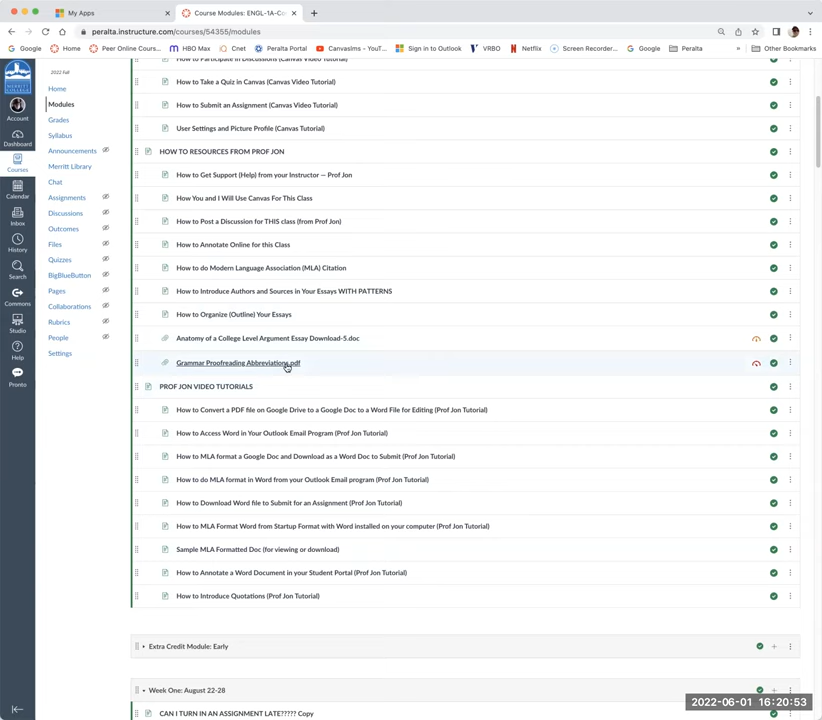 My Apps
Course Modules: ENGL-1A-Co
peralta.instructure.com/courses/54355/modules
Google
Home
Peer Online Cours...
HBO Max
Cnet
Peralta Portal
CanvasIms - YouT...
Sign in to Outlook
VRBO
Netflix
Screen Recorder...
Google
Peralta
»
Other Bookmarks
Account
Dashboard
Courses
Calendar
Inbox
History
Search
Commons
Studio
Help
Pronto
2022 Fall
Home
Modules
Grades
Syllabus
Announcements
Merritt Library
Chat
Assignments
Discussions
Outcomes
Files
Quizzes
BigBlueButton
Pages
Collaborations
Rubrics
People
Settings
How to Participate in Discussions (Canvas Video Tutorial)
How to Take a Quiz in Canvas (Canvas Video Tutorial)
How to Submit an Assignment (Canvas Video Tutorial)
User Settings and Picture Profile (Canvas Tutorial)
HOW TO RESOURCES FROM PROF JON
How to Get Support (Help) from your Instructor — Prof Jon
How You and I Will Use Canvas For This Class
How to Post a Discussion for THIS class (from Prof Jon)
How to Annotate Online for this Class
How to do Modern Language Association (MLA) Citation
How to Introduce Authors and Sources in Your Essays WITH PATTERNS
How to Organize (Outline) Your Essays
Anatomy of a College Level Argument Essay Download-5.doc
Grammar Proofreading Abbreviations.pdf
PROF JON VIDEO TUTORIALS
How to Convert a PDF file on Google Drive to a Google Doc to a Word File for Editing (Prof Jon Tutorial)
How to Access Word in Your Outlook Email Program (Prof Jon Tutorial)
How to MLA format a Google Doc and Download as a Word Doc to Submit (Prof Jon Tutorial)
How to do MLA format in Word from your Outlook Email program (Prof Jon Tutorial)
How to Download Word file to Submit for an Assignment (Prof Jon Tutorial)
How to MLA Format Word from Startup Format with Word installed on your computer (Prof Jon Tutorial)
Sample MLA Formatted Doc (for viewing or download)
How to Annotate a Word Document in your Student Portal (Prof Jon Tutorial)
How to Introduce Quotations (Prof Jon Tutorial)
Extra Credit Module: Early
Week One: August 22-28
CAN I TURN IN AN ASSIGNMENT LATE????? Copy
2022-06-01 16:20:53